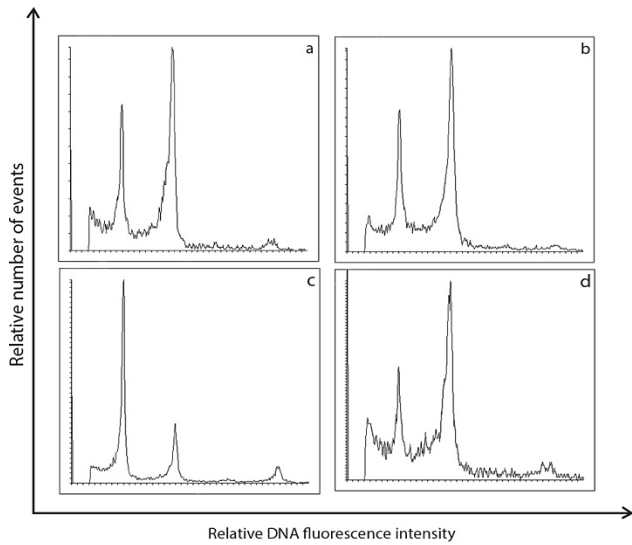 a
b
Relative number of events
c
d
Relative DNA fluorescence intensity